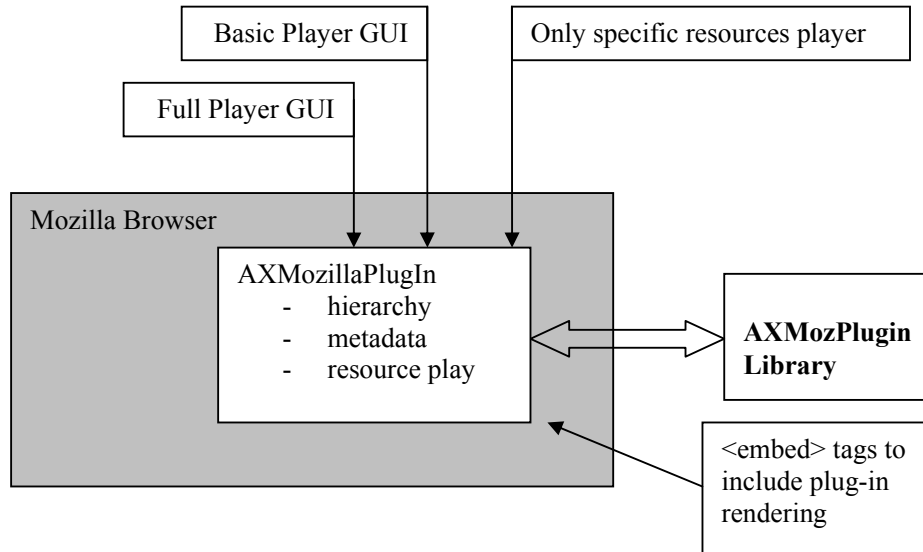 Basic Player GUI
Only specific resources player
Full Player GUI
Mozilla Browser
AXMozillaPlugIn
- hierarchy
- metadata
- resource play
AXMozPlugin
Library
<embed> tags to
include plug-in
rendering